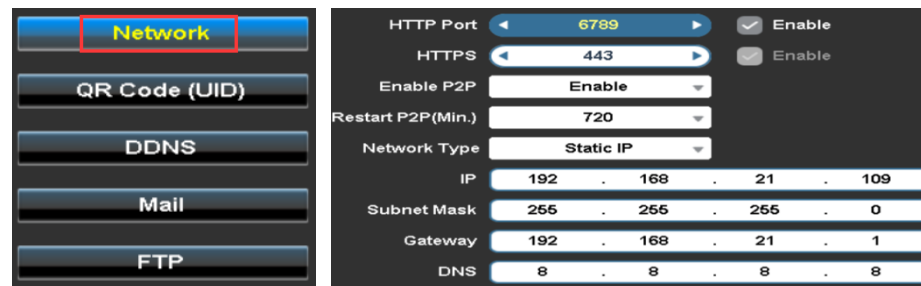 Network
QR Code (UID)
DDNS
Mail
FTP
HTTP Port 6789 Enable
HTTPS 443 Enable
Enable P2P Enable
Restart P2P(Min.) 720
Network Type Static IP
IP 192 . 168 . 21 . 109
Subnet Mask 255 . 255 . 255 . 0
Gateway 192 . 168 . 21 . 1
DNS 8 . 8 . 8 . 8